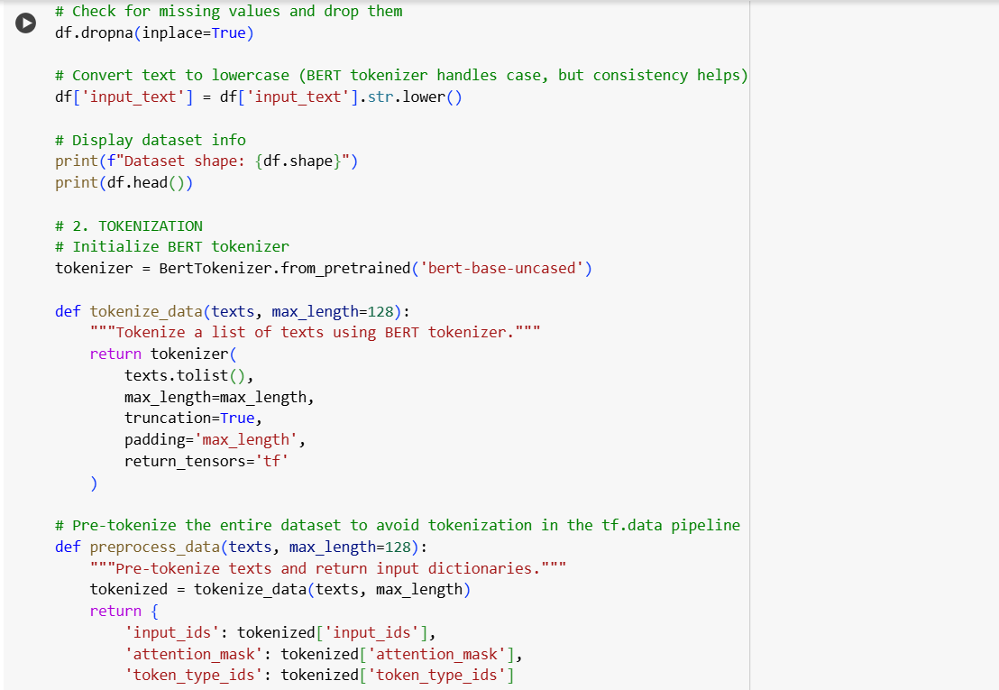 # Check for missing values and drop them
df.dropna(inplace=True)
# Convert text to lowercase (BERT tokenizer handles case, but consistency helps)
df['input_text'] = df['input_text'].str.lower()
# Display dataset info
print(f"Dataset shape: {df.shape}")
print(df.head())
# 2. TOKENIZATION
# Initialize BERT tokenizer
tokenizer = BertTokenizer.from_pretrained('bert-base-uncased')
def tokenize_data(texts, max_length=128):
    """Tokenize a list of texts using BERT tokenizer."""
    return tokenizer(
        texts.tolist(),
        max_length=max_length,
        truncation=True,
        padding='max_length',
        return_tensors='tf'
    )
# Pre-tokenize the entire dataset to avoid tokenization in the tf.data pipeline
def preprocess_data(texts, max_length=128):
    """Pre-tokenize texts and return input dictionaries."""
    tokenized = tokenize_data(texts, max_length)
    return {
        'input_ids': tokenized['input_ids'],
        'attention_mask': tokenized['attention_mask'],
        'token_type_ids': tokenized['token_type_ids']